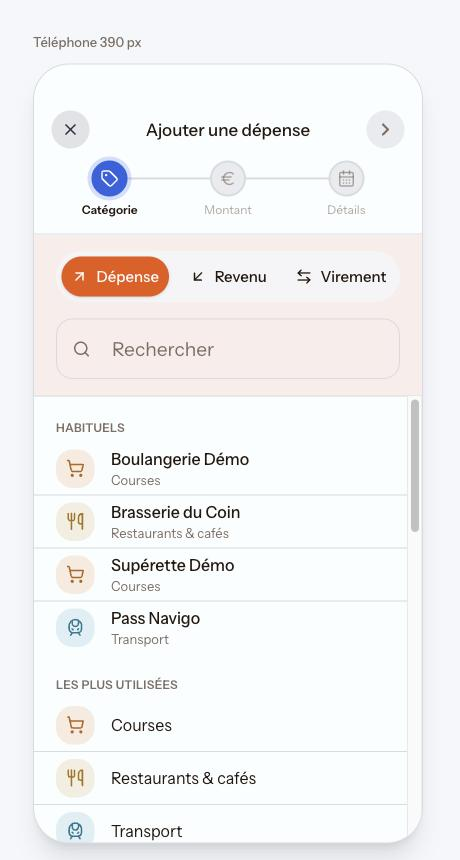 Téléphone 390 px
Ajouter une dépense
€
Catégorie
Montant
Détails
Dépense
Revenu
Virement
Rechercher
HABITUELS
Boulangerie Démo
Courses
Brasserie du Coin
Restaurants & cafés
Supérette Démo
Courses
Pass Navigo
Transport
LES PLUS UTILISÉES
Courses
Restaurants & cafés
Transport